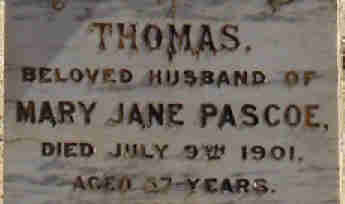 THOMAS.
BELOVED HUSBAND OF
MARY JANE PASCOE,
DIED JULY 9TH 1901.
AGED YEARS.